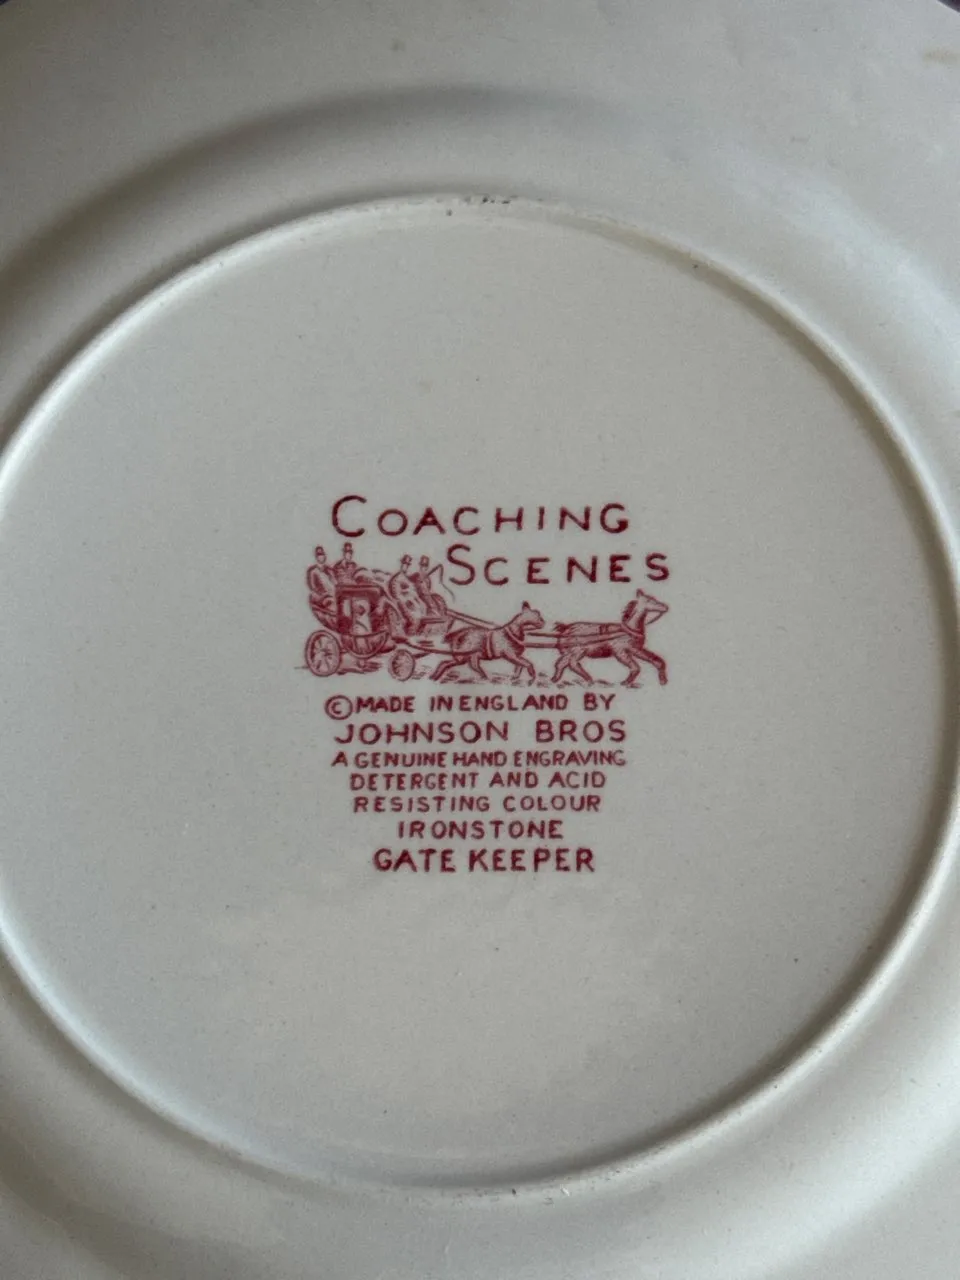 COACHING
SCENES
©MADE IN ENGLAND BY
JOHNSON BROS
A GENUINE HAND ENGRAVING
DETERGENT AND ACID
RESISTING COLOUR
IRONSTONE
GATE KEEPER